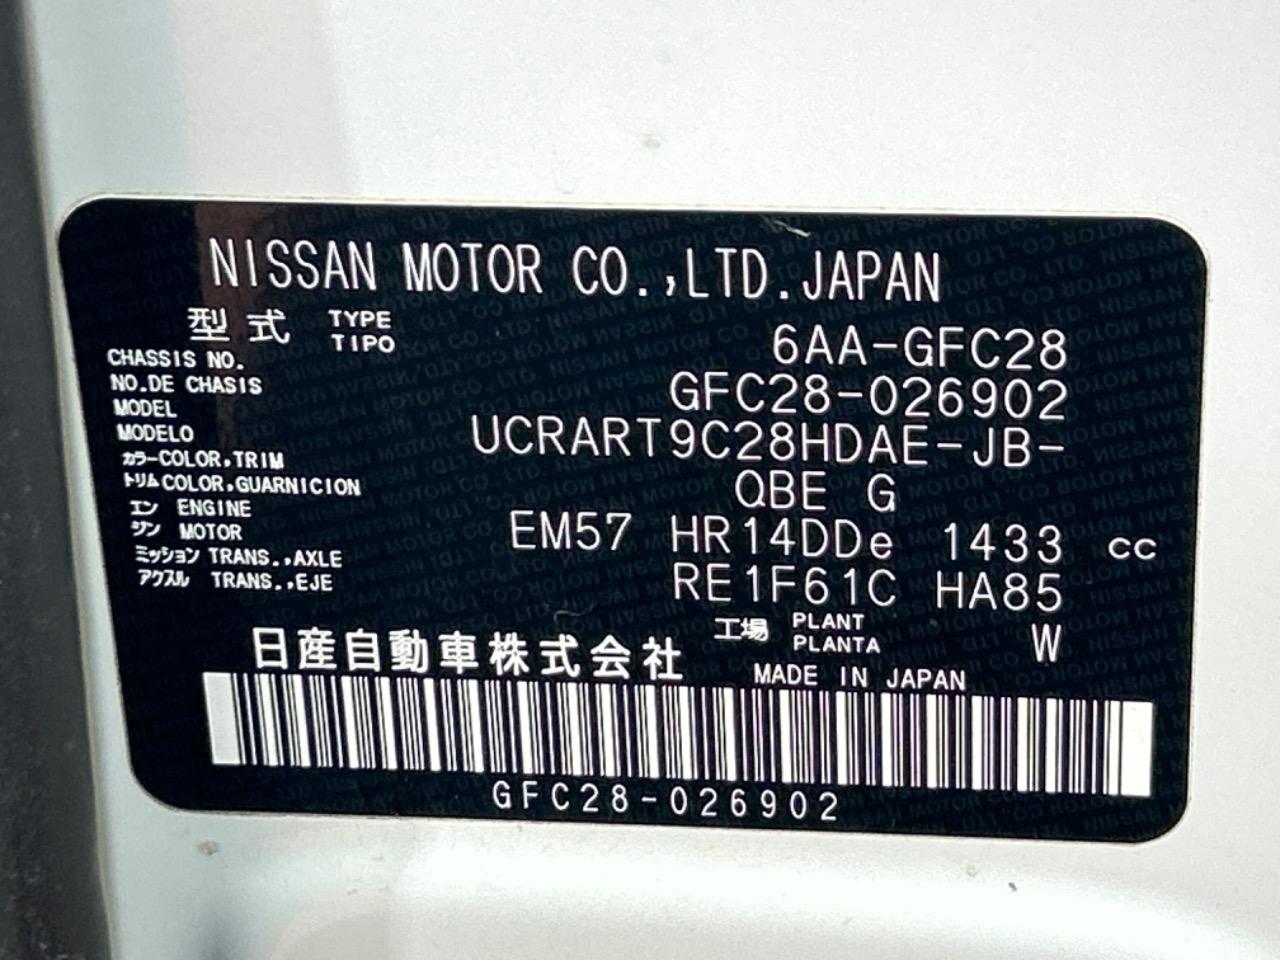 NISSAN MOTOR CO.,LTD.JAPAN
型式 TYPE TIPO 6AA-GFC28
CHASSIS NO.
NO.DE CHASIS GFC28-026902
MODEL
MODELO UCRART9C28HDAE-JB-
カラー COLOR,TRIM
トリム COLOR,GUARNICION QBE G
エン ENGINE
ジン MOTOR EM57 HR14DDe 1433 cc
ミッション TRANS.,AXLE
アクスル TRANS.,EJE RE1F61C HA85
工場 PLANT PLANTA W
日産自動車株式会社 MADE IN JAPAN
GFC28-026902